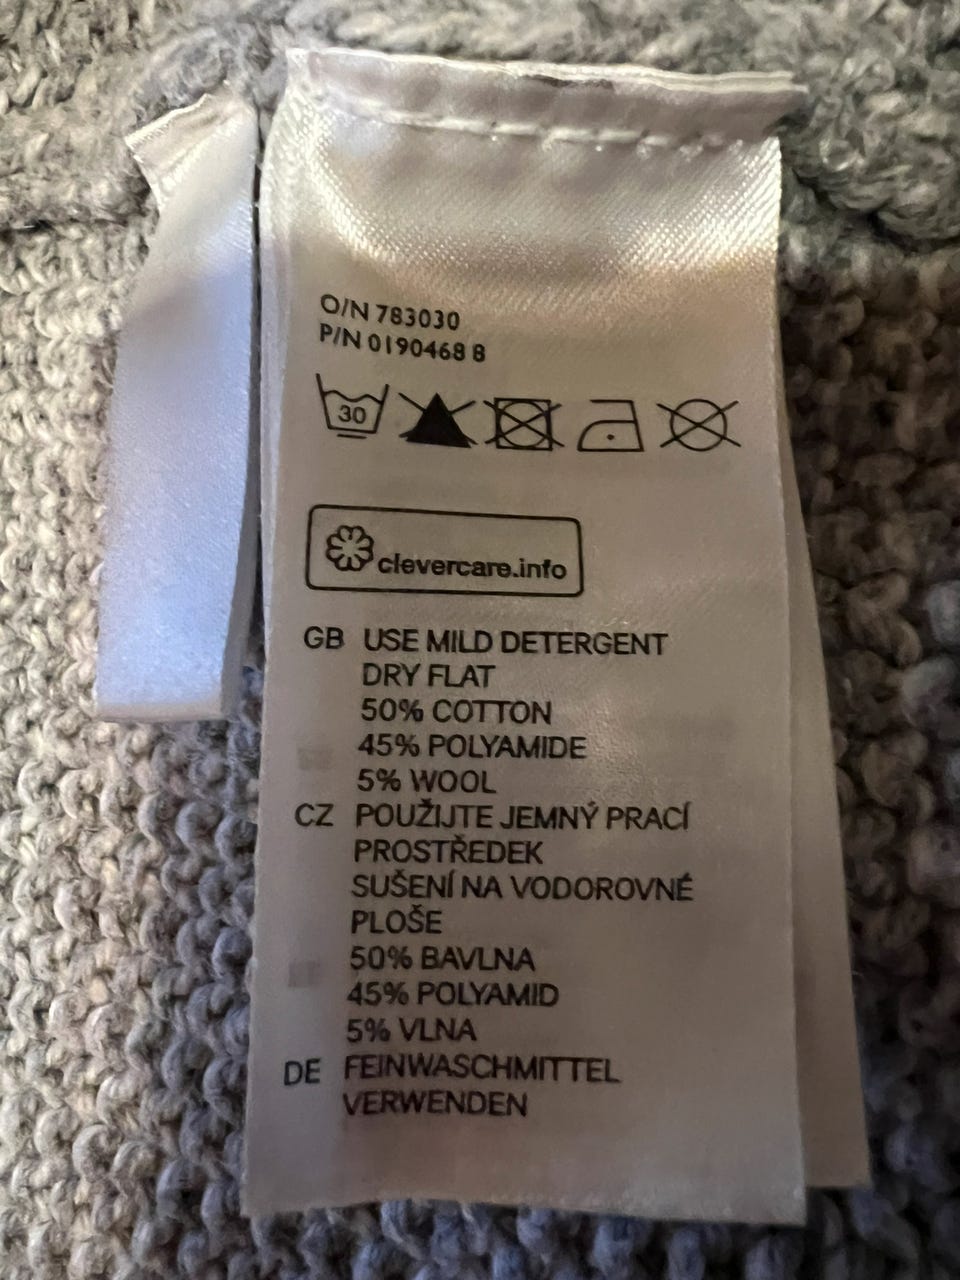 O/N 783030
P/N 0190468 B
30
clevercare.info
GB USE MILD DETERGENT
DRY FLAT
50% COTTON
45% POLYAMIDE
5% WOOL
CZ POUŽIJTE JEMNÝ PRACÍ
PROSTŘEDEK
SUŠENÍ NA VODOROVNÉ
PLOŠE
50% BAVLNA
45% POLYAMID
5% VLNA
DE FEINWASCHMITTEL
VERWENDEN